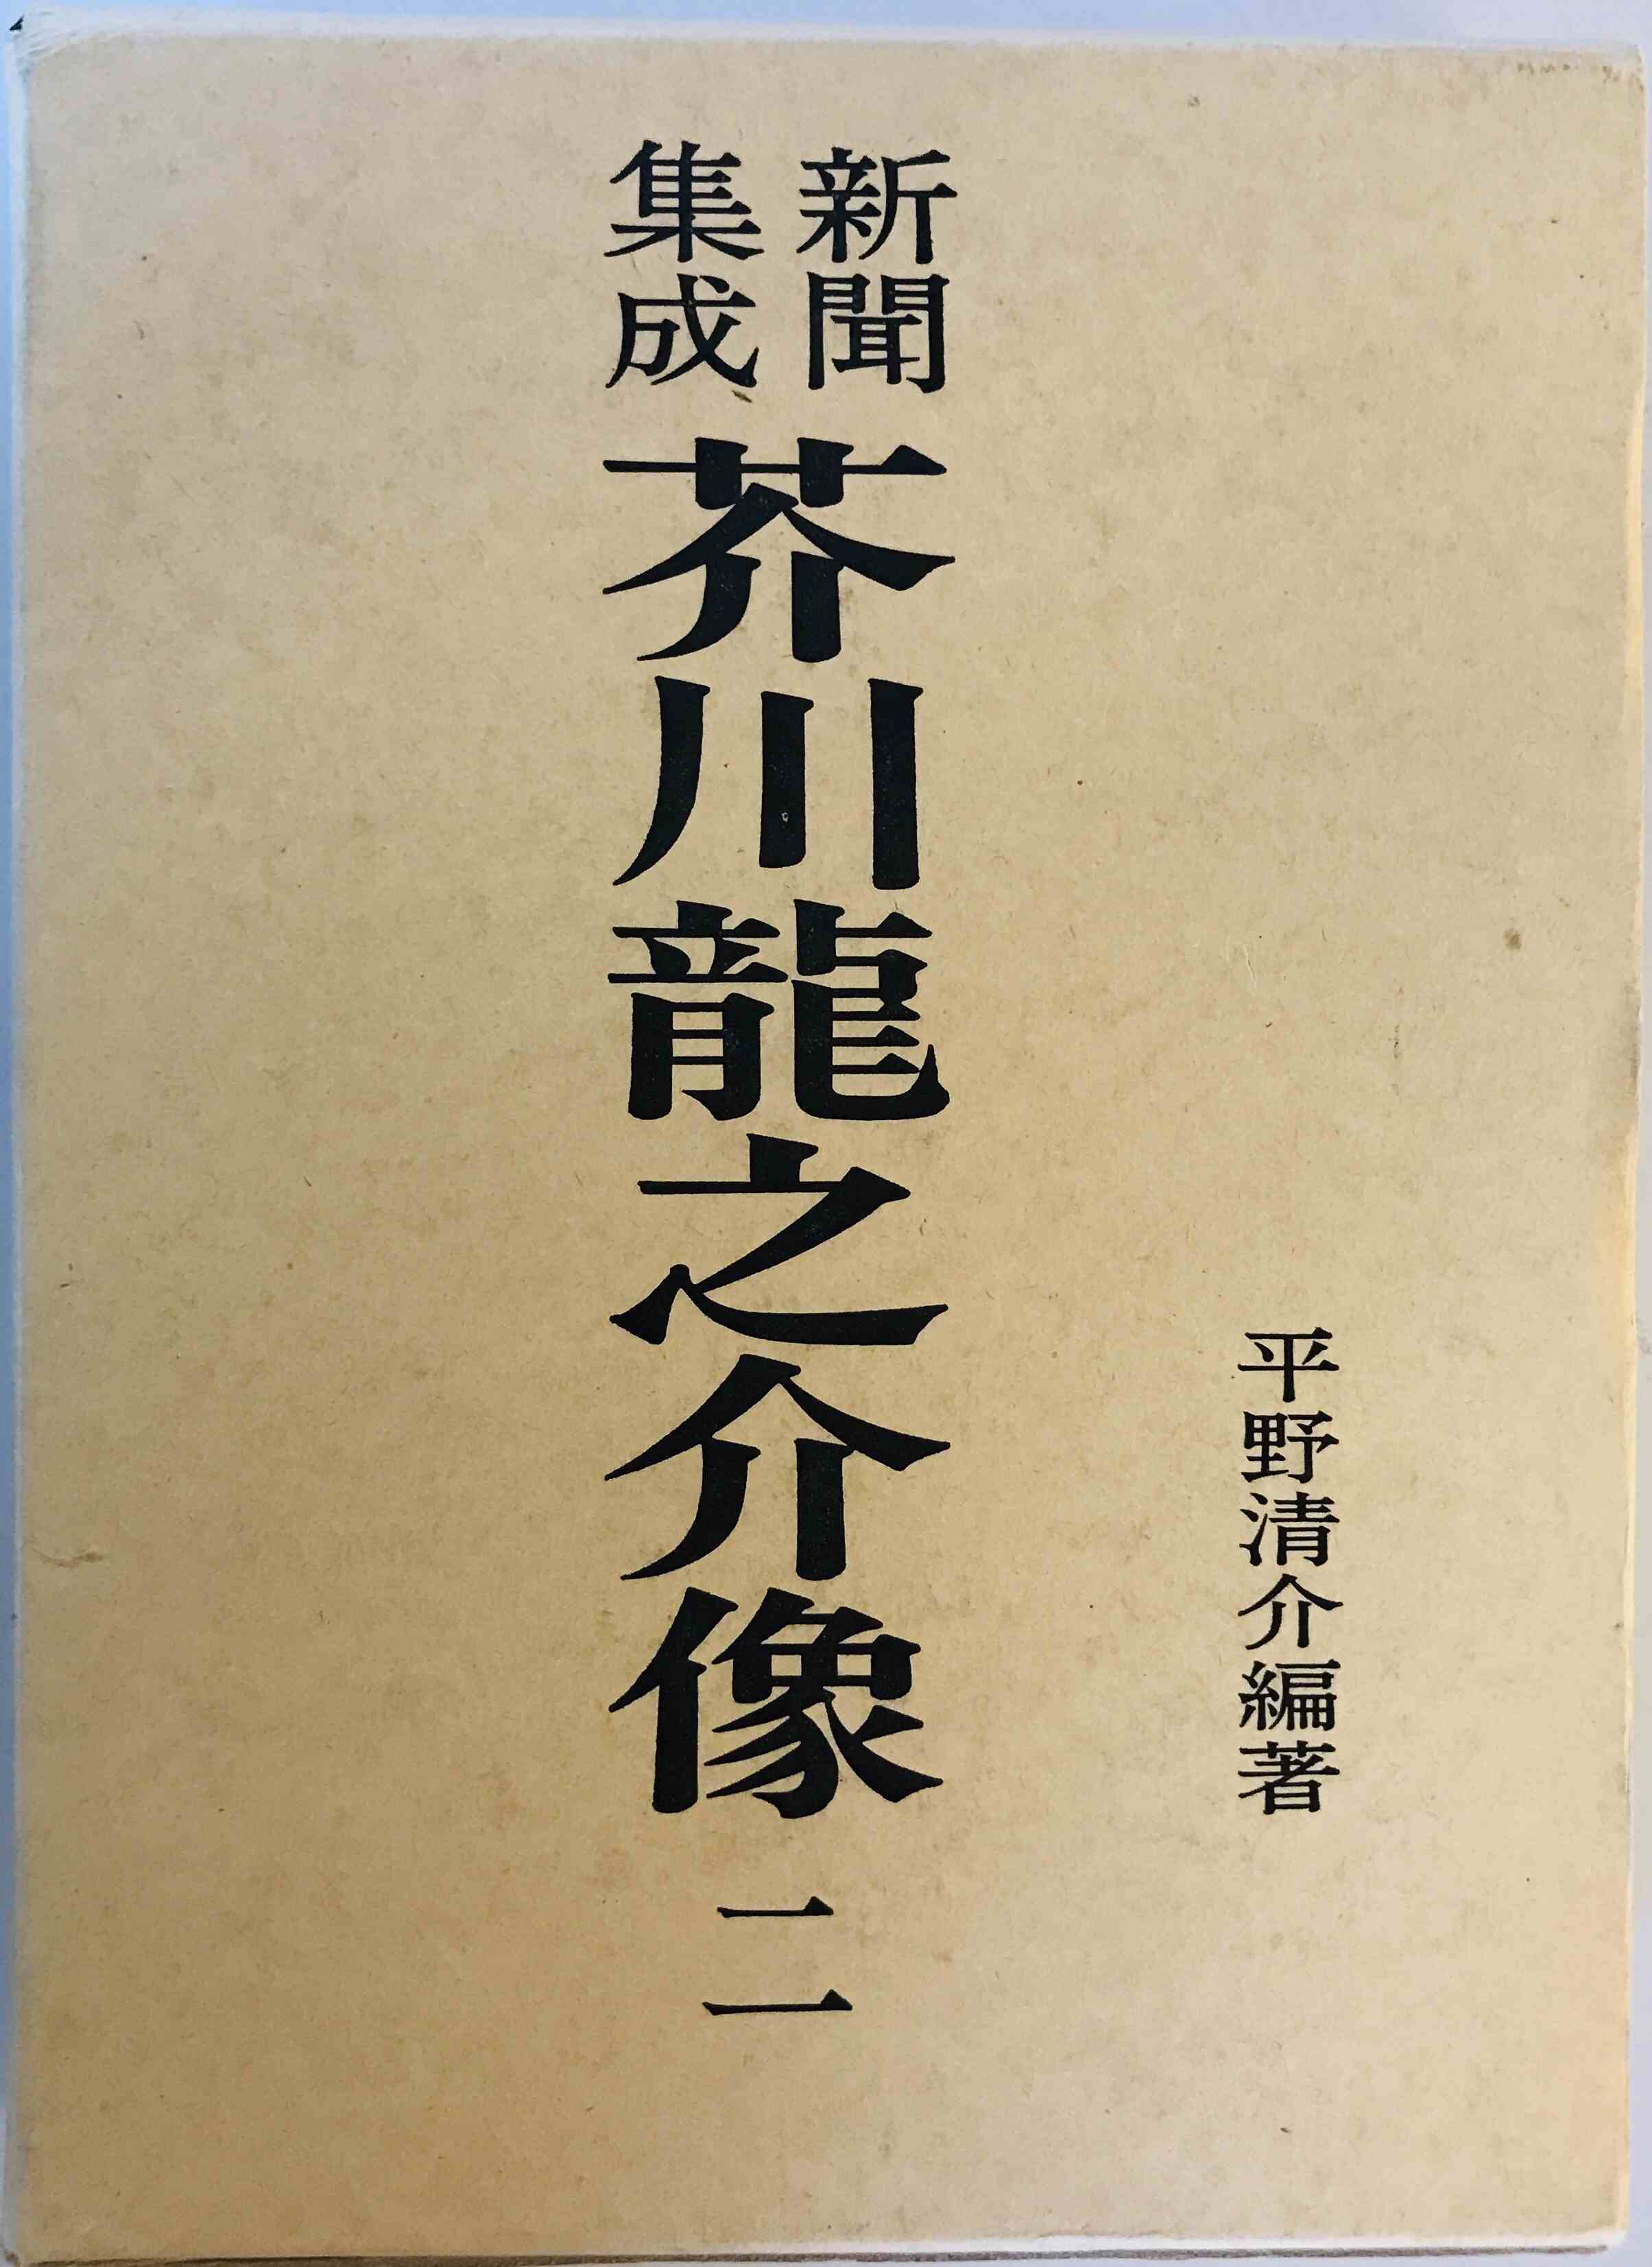 新聞
集成
芥川龍之介像
二
平野清介編著